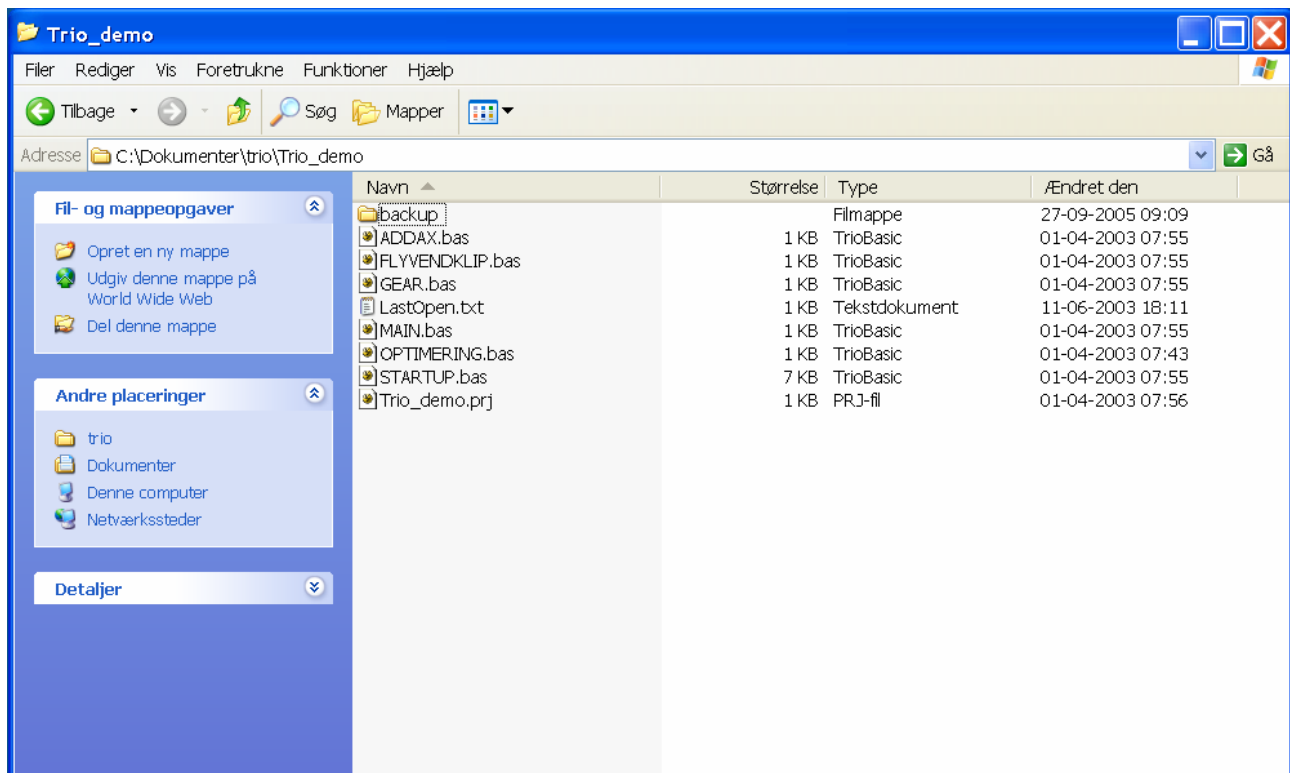 Trio_demo
Filer Rediger Vis Foretrukne Funktioner Hjælp
Tilbage Søg Mapper
Adresse C:\Dokumenter\trio\Trio_demo Gå
Fil- og mappeopgaver
Opret en ny mappe
Udgiv denne mappe på
World Wide Web
Del denne mappe
Andre placeringer
trio
Dokumenter
Denne computer
Netværkssteder
Detaljer
Navn Størrelse Type Ændret den
backup Filmappe 27-09-2005 09:09
ADDAX.bas 1 KB TrioBasic 01-04-2003 07:55
FLYVENDKLIP.bas 1 KB TrioBasic 01-04-2003 07:55
GEAR.bas 1 KB TrioBasic 01-04-2003 07:55
LastOpen.txt 1 KB Tekstdokument 11-06-2003 18:11
MAIN.bas 1 KB TrioBasic 01-04-2003 07:55
OPTIMERING.bas 1 KB TrioBasic 01-04-2003 07:43
STARTUP.bas 7 KB TrioBasic 01-04-2003 07:55
Trio_demo.prj 1 KB PRJ-fil 01-04-2003 07:56